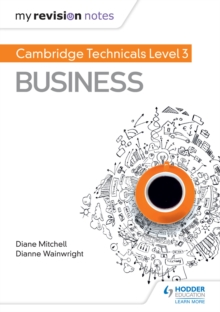 my revision notes
Cambridge Technicals Level 3
BUSINESS
Diane Mitchell
Dianne Wainwright
HODDER
EDUCATION
LEARN MORE